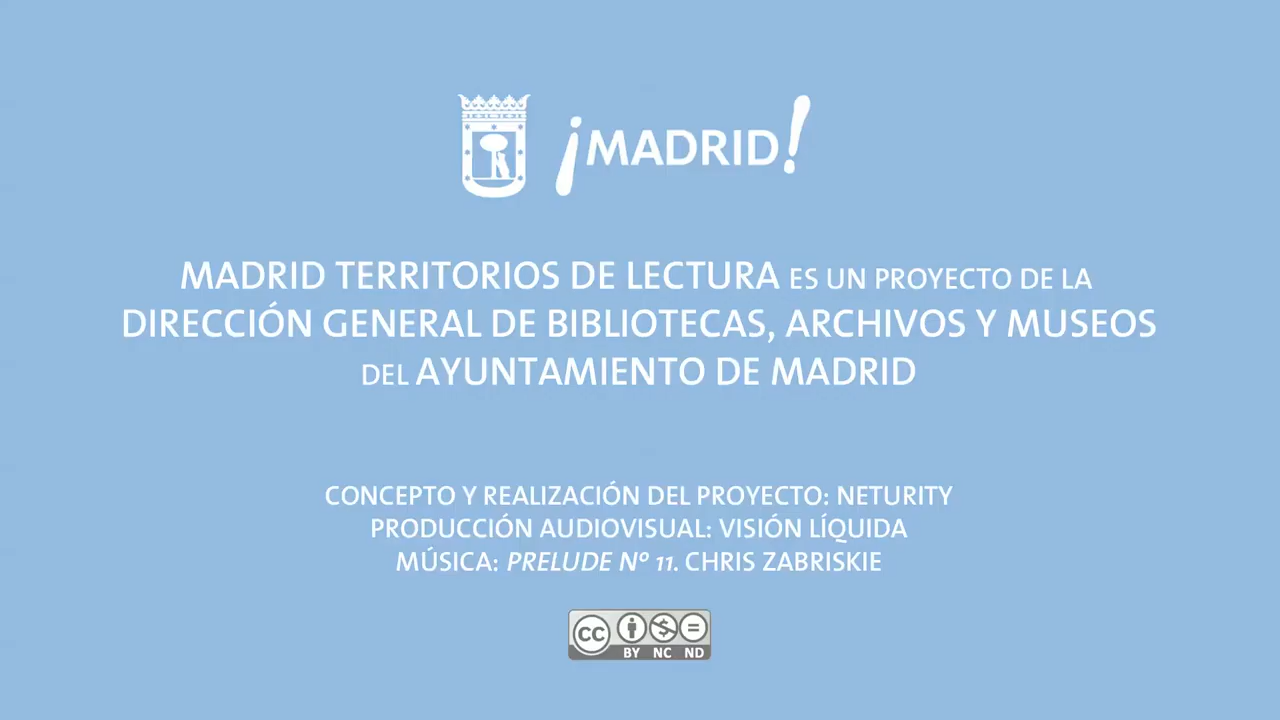 ¡MADRID!
MADRID TERRITORIOS DE LECTURA ES UN PROYECTO DE LA
DIRECCIÓN GENERAL DE BIBLIOTECAS, ARCHIVOS Y MUSEOS
DEL AYUNTAMIENTO DE MADRID
CONCEPTO Y REALIZACIÓN DEL PROYECTO: NETURITY
PRODUCCIÓN AUDIOVISUAL: VISIÓN LÍQUIDA
MÚSICA: PRELUDE Nº 11. CHRIS ZABRISKIE
CC
BY NC ND